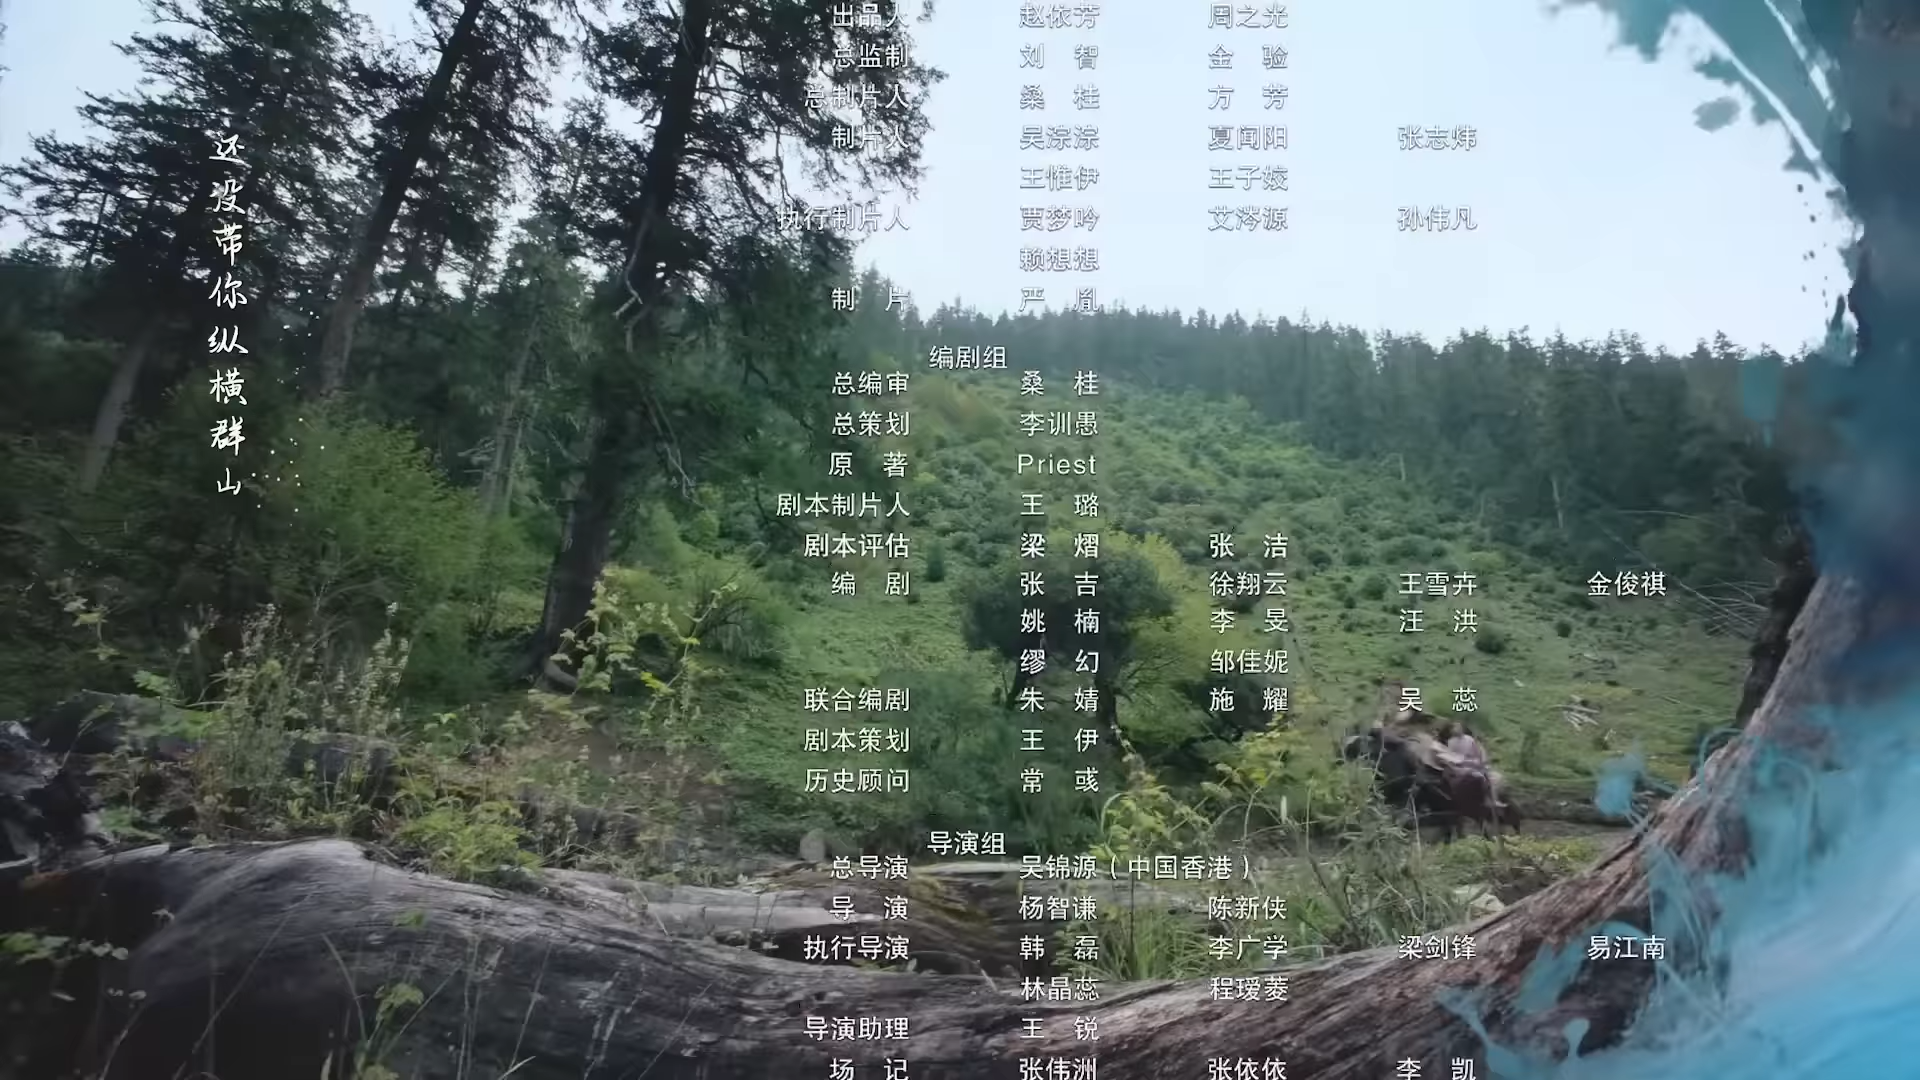 还没带你纵横群山
出品人 赵依芳 周之光
总监制 刘智 金验
总制片人 桑桂 方芳
制片人 吴淙淙 夏闻阳 张志炜
王惟伊 王子姣
执行制片人 贾梦吟 艾涔源 孙伟凡
赖想想
制片 严胤
编剧组
总编审 桑桂
总策划 李训愚
原著 Priest
剧本制片人 王璐
剧本评估 梁熠 张洁
编剧 张吉 徐翔云 王雪卉 金俊祺
姚楠 李旻 汪洪
缪幻 邹佳妮
联合编剧 朱婧 施耀 吴蕊
剧本策划 王伊
历史顾问 常彧
导演组
总导演 吴锦源（中国香港）
导演 杨智谦 陈新侠
执行导演 韩磊 李广学 梁剑锋 易江南
林晶蕊 程瑷菱
导演助理 王锐
场记 张伟洲 张依依 李凯